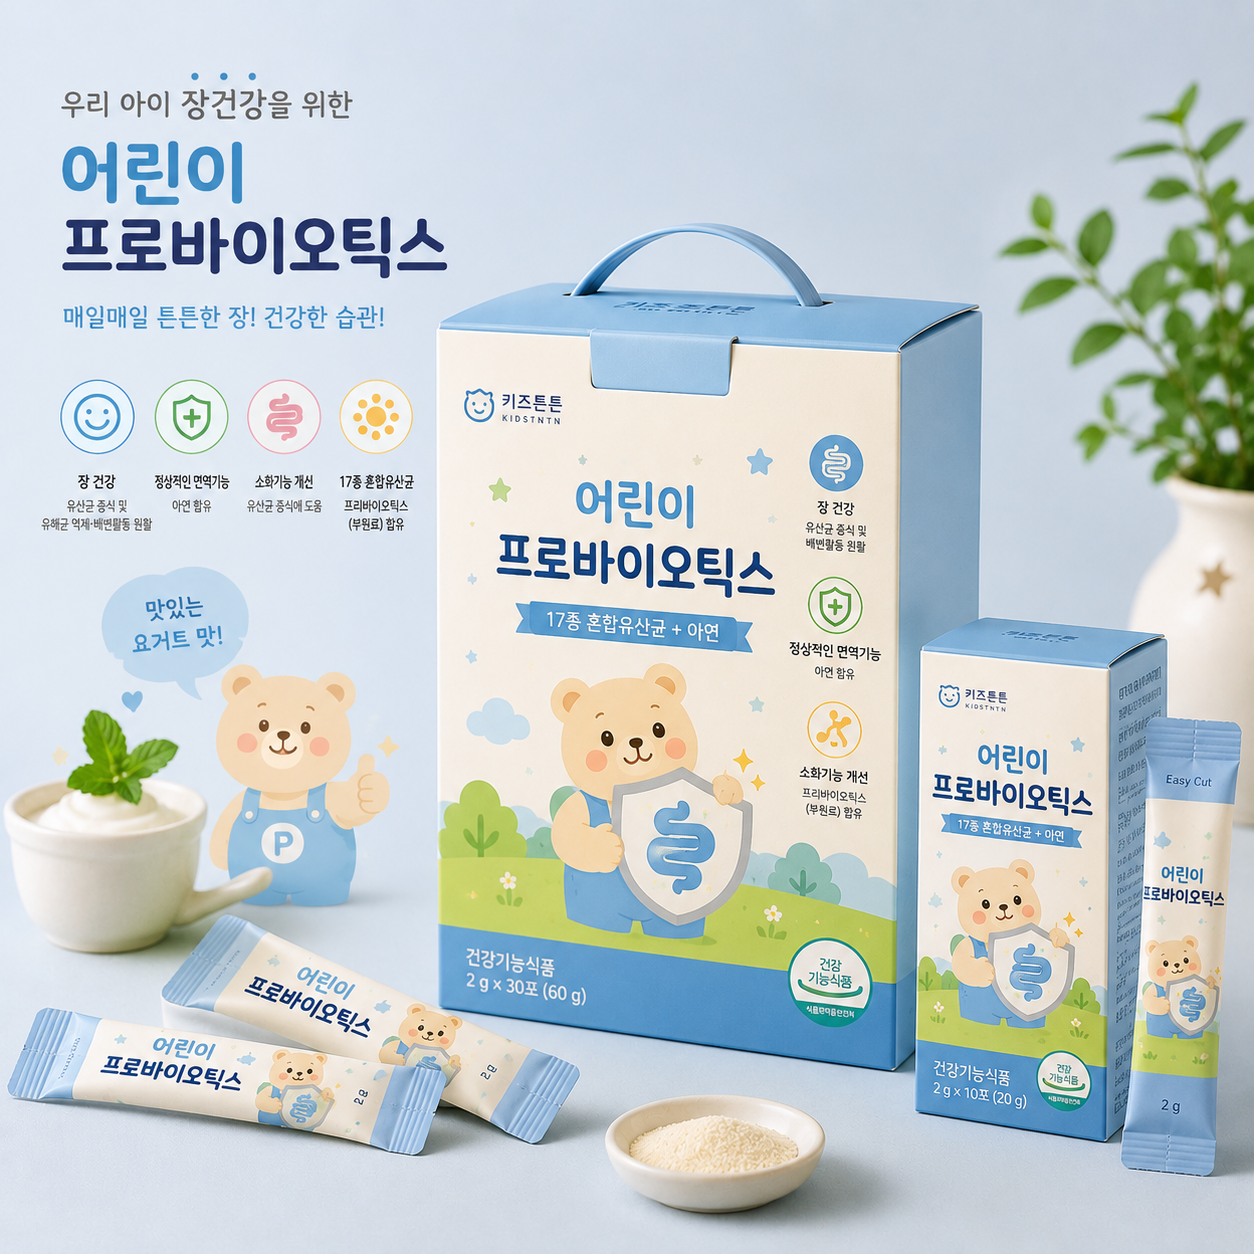 우리 아이 장건강을 위한
어린이
프로바이오틱스
매일매일 튼튼한 장! 건강한 습관!
장 건강
유산균 증식 및
유해균 억제·배변활동 원활
정상적인 면역기능
아연 함유
소화기능 개선
유산균 증식에 도움
17종 혼합유산균
프리바이오틱스
(부원료) 함유
맛있는
요거트 맛!
P
키즈튼튼
KIDSTNTN
어린이
프로바이오틱스
17종 혼합유산균 + 아연
장 건강
유산균 증식 및
배변활동 원활
정상적인 면역기능
아연 함유
소화기능 개선
프리바이오틱스
(부원료) 함유
건강기능식품
2 g x 30포 (60 g)
건강
기능식품
키즈튼튼
KIDSTNTN
어린이
프로바이오틱스
17종 혼합유산균 + 아연
건강기능식품
2 g x 10포 (20 g)
건강
기능식품
Easy Cut
어린이
프로바이오틱스
2 g
어린이
프로바이오틱스
어린이
프로바이오틱스